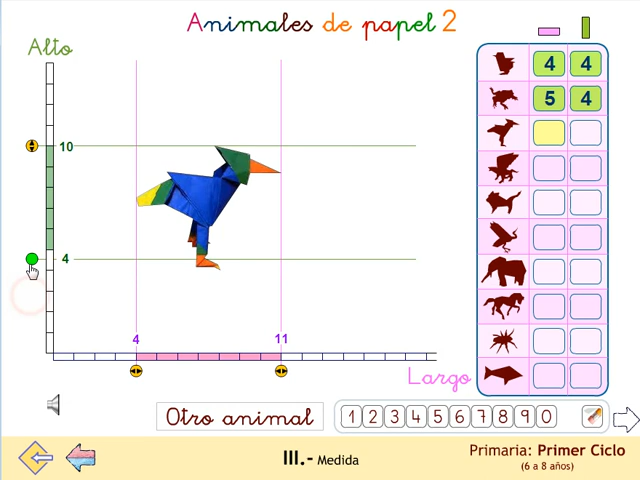 Animales de papel 2
Alto
4 4
5 4
10
4
4 11
Largo
Otro animal
1 2 3 4 5 6 7 8 9 0
III.- Medida
Primaria: Primer Ciclo
(6 a 8 años)